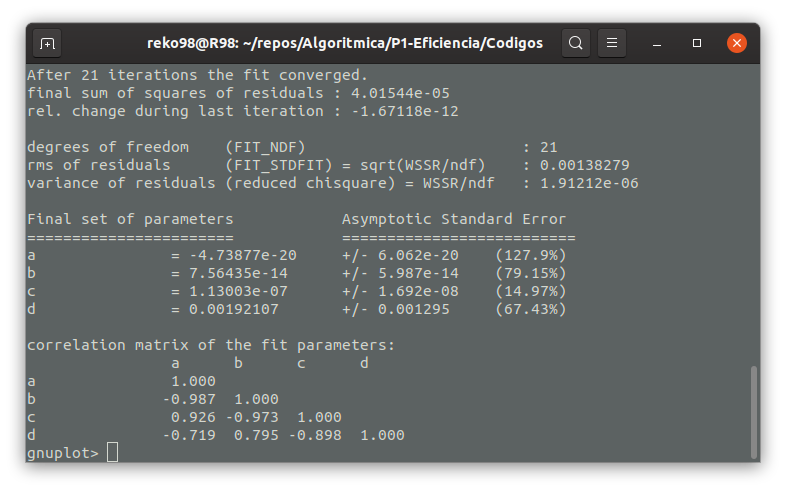 reko98@R98: ~/repos/Algoritmica/P1-Eficiencia/Codigos
After 21 iterations the fit converged.
final sum of squares of residuals : 4.01544e-05
rel. change during last iteration : -1.67118e-12
degrees of freedom    (FIT_NDF)                        : 21
rms of residuals      (FIT_STDFIT) = sqrt(WSSR/ndf)    : 0.00138279
variance of residuals (reduced chisquare) = WSSR/ndf   : 1.91212e-06
Final set of parameters            Asymptotic Standard Error
=======================            ==========================
a               = -4.73877e-20     +/- 6.062e-20    (127.9%)
b               = 7.56435e-14      +/- 5.987e-14    (79.15%)
c               = 1.13003e-07      +/- 1.692e-08    (14.97%)
d               = 0.00192107       +/- 0.001295     (67.43%)
correlation matrix of the fit parameters:
                a      b      c      d
a               1.000
b              -0.987  1.000
c               0.926 -0.973  1.000
d              -0.719  0.795 -0.898  1.000
gnuplot>